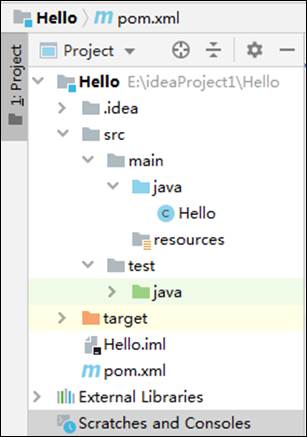 Hello pom.xml
1: Project
Project
Hello E:\ideaProject1\Hello
.idea
src
main
java
Hello
resources
test
java
target
Hello.iml
pom.xml
External Libraries
Scratches and Consoles